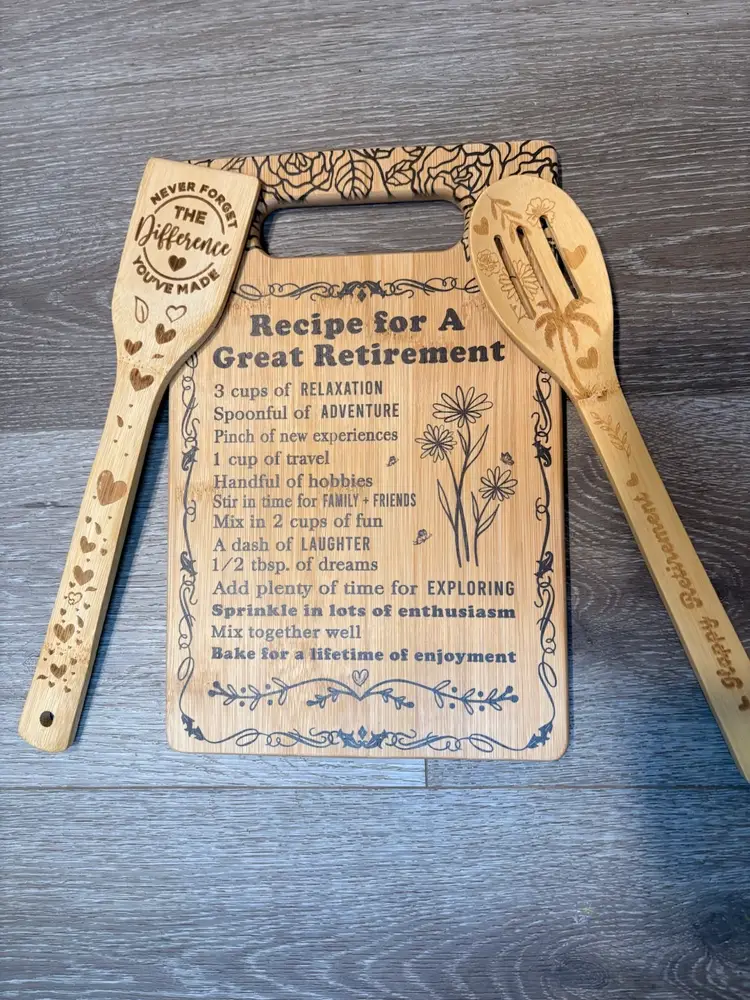 NEVER FORGET
THE
Difference
YOU'VE MADE
Recipe for A
Great Retirement
3 cups of RELAXATION
Spoonful of ADVENTURE
Pinch of new experiences
1 cup of travel
Handful of hobbies
Stir in time for FAMILY + FRIENDS
Mix in 2 cups of fun
A dash of LAUGHTER
1/2 tbsp. of dreams
Add plenty of time for EXPLORING
Sprinkle in lots of enthusiasm
Mix together well
Bake for a lifetime of enjoyment
Happy Retirement